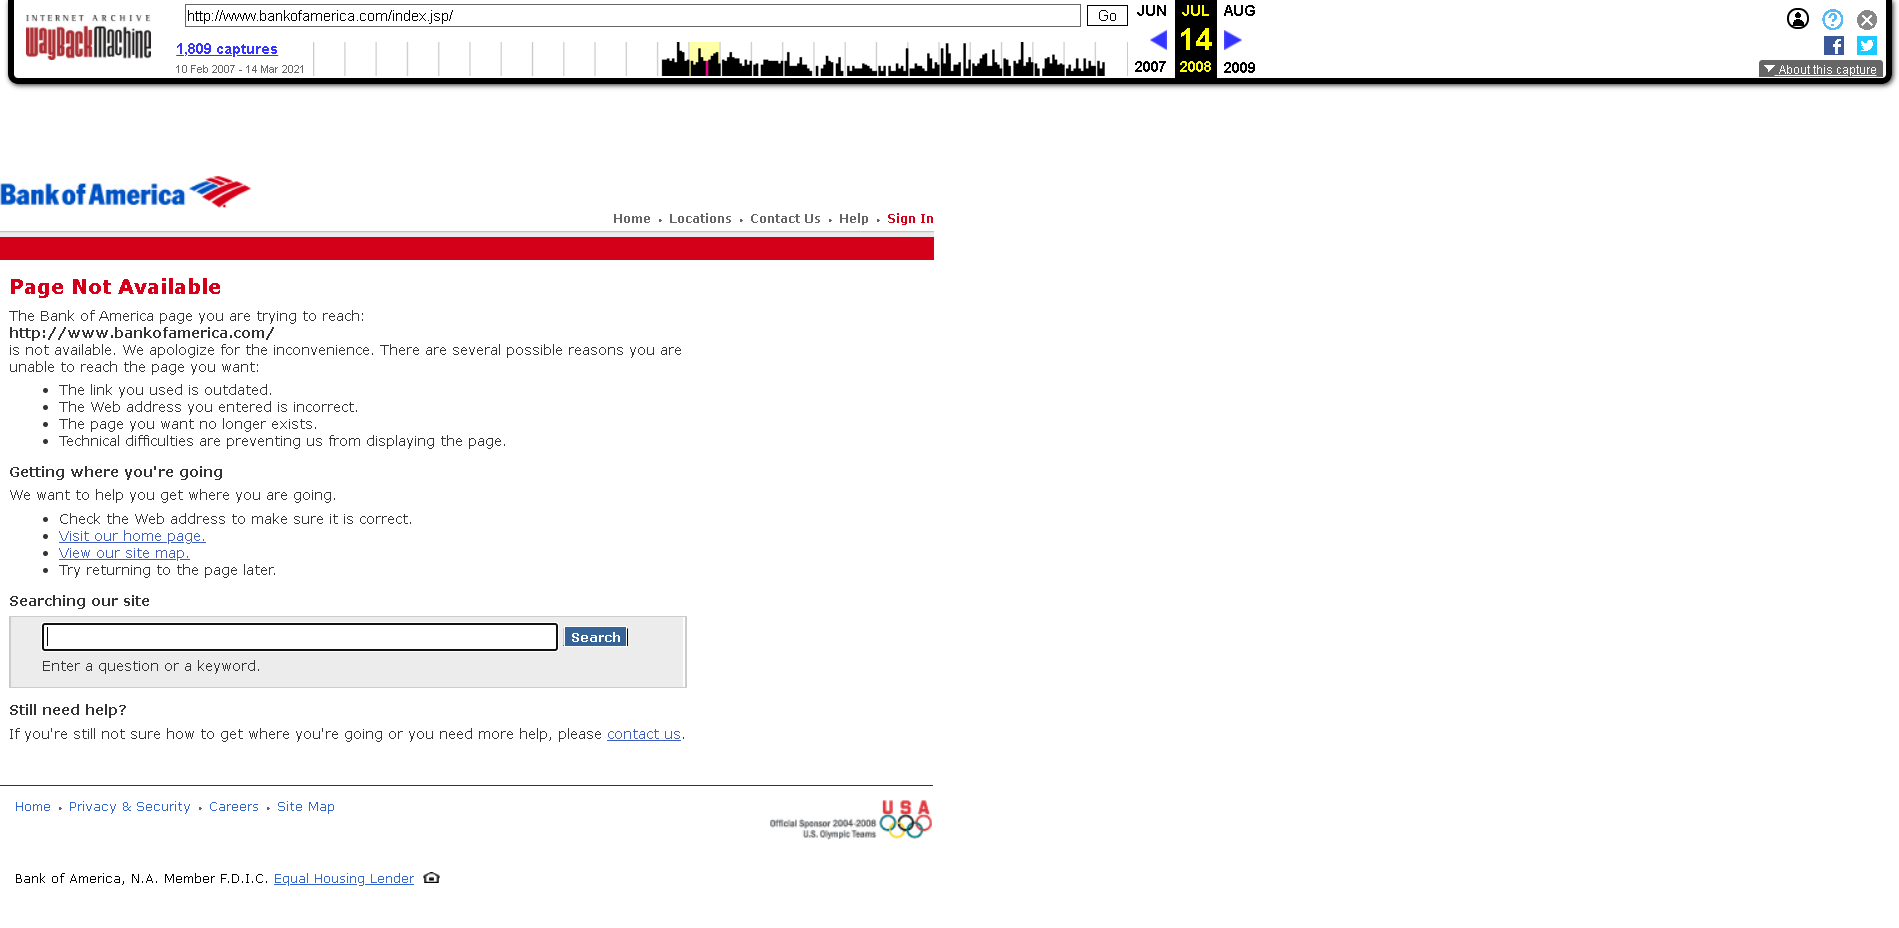 INTERNET ARCHIVE
WayBackMachine
http://www.bankofamerica.com/index.jsp/
Go
JUN JUL AUG
1,809 captures
14
10 Feb 2007 - 14 Mar 2021
2007 2008 2009
?
f
About this capture
Bank of America
Home • Locations • Contact Us • Help • Sign In
Page Not Available
The Bank of America page you are trying to reach:
http://www.bankofamerica.com/
is not available. We apologize for the inconvenience. There are several possible reasons you are
unable to reach the page you want:
• The link you used is outdated.
• The Web address you entered is incorrect.
• The page you want no longer exists.
• Technical difficulties are preventing us from displaying the page.
Getting where you're going
We want to help you get where you are going.
• Check the Web address to make sure it is correct.
• Visit our home page.
• View our site map.
• Try returning to the page later.
Searching our site
Search
Enter a question or a keyword.
Still need help?
If you're still not sure how to get where you're going or you need more help, please contact us.
Home • Privacy & Security • Careers • Site Map
USA
Official Sponsor 2004-2008
U.S. Olympic Teams
Bank of America, N.A. Member F.D.I.C. Equal Housing Lender